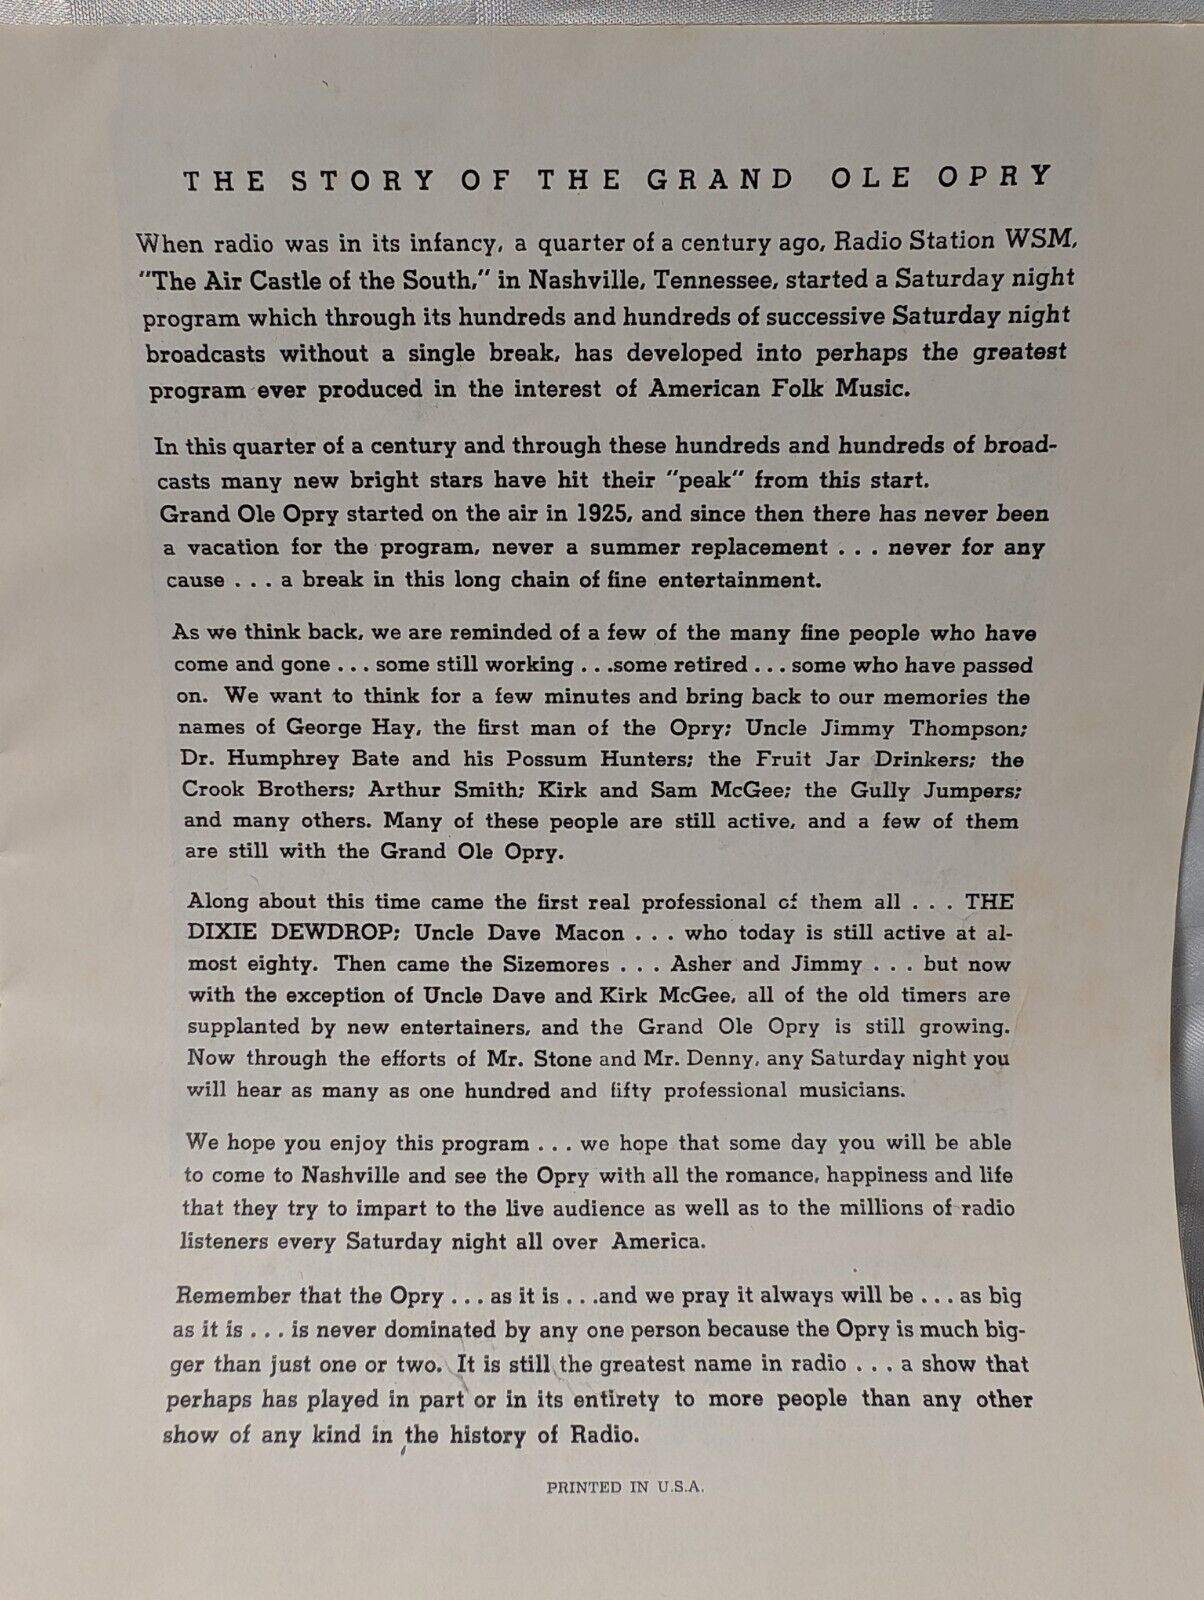 THE STORY OF THE GRAND OLE OPRY
When radio was in its infancy, a quarter of a century ago, Radio Station WSM,
"The Air Castle of the South," in Nashville, Tennessee, started a Saturday night
program which through its hundreds and hundreds of successive Saturday night
broadcasts without a single break, has developed into perhaps the greatest
program ever produced in the interest of American Folk Music.
In this quarter of a century and through these hundreds and hundreds of broad-
casts many new bright stars have hit their "peak" from this start.
Grand Ole Opry started on the air in 1925, and since then there has never been
a vacation for the program, never a summer replacement . . . never for any
cause . . . a break in this long chain of fine entertainment.
As we think back, we are reminded of a few of the many fine people who have
come and gone . . . some still working . . .some retired . . . some who have passed
on. We want to think for a few minutes and bring back to our memories the
names of George Hay, the first man of the Opry; Uncle Jimmy Thompson;
Dr. Humphrey Bate and his Possum Hunters; the Fruit Jar Drinkers; the
Crook Brothers; Arthur Smith; Kirk and Sam McGee; the Gully Jumpers;
and many others. Many of these people are still active, and a few of them
are still with the Grand Ole Opry.
Along about this time came the first real professional of them all . . . THE
DIXIE DEWDROP; Uncle Dave Macon . . . who today is still active at al-
most eighty. Then came the Sizemores . . . Asher and Jimmy . . . but now
with the exception of Uncle Dave and Kirk McGee, all of the old timers are
supplanted by new entertainers, and the Grand Ole Opry is still growing.
Now through the efforts of Mr. Stone and Mr. Denny, any Saturday night you
will hear as many as one hundred and fifty professional musicians.
We hope you enjoy this program . . . we hope that some day you will be able
to come to Nashville and see the Opry with all the romance, happiness and life
that they try to impart to the live audience as well as to the millions of radio
listeners every Saturday night all over America.
Remember that the Opry . . . as it is . . .and we pray it always will be . . . as big
as it is . . . is never dominated by any one person because the Opry is much big-
ger than just one or two. It is still the greatest name in radio . . . a show that
perhaps has played in part or in its entirety to more people than any other
show of any kind in the history of Radio.
PRINTED IN U.S.A.